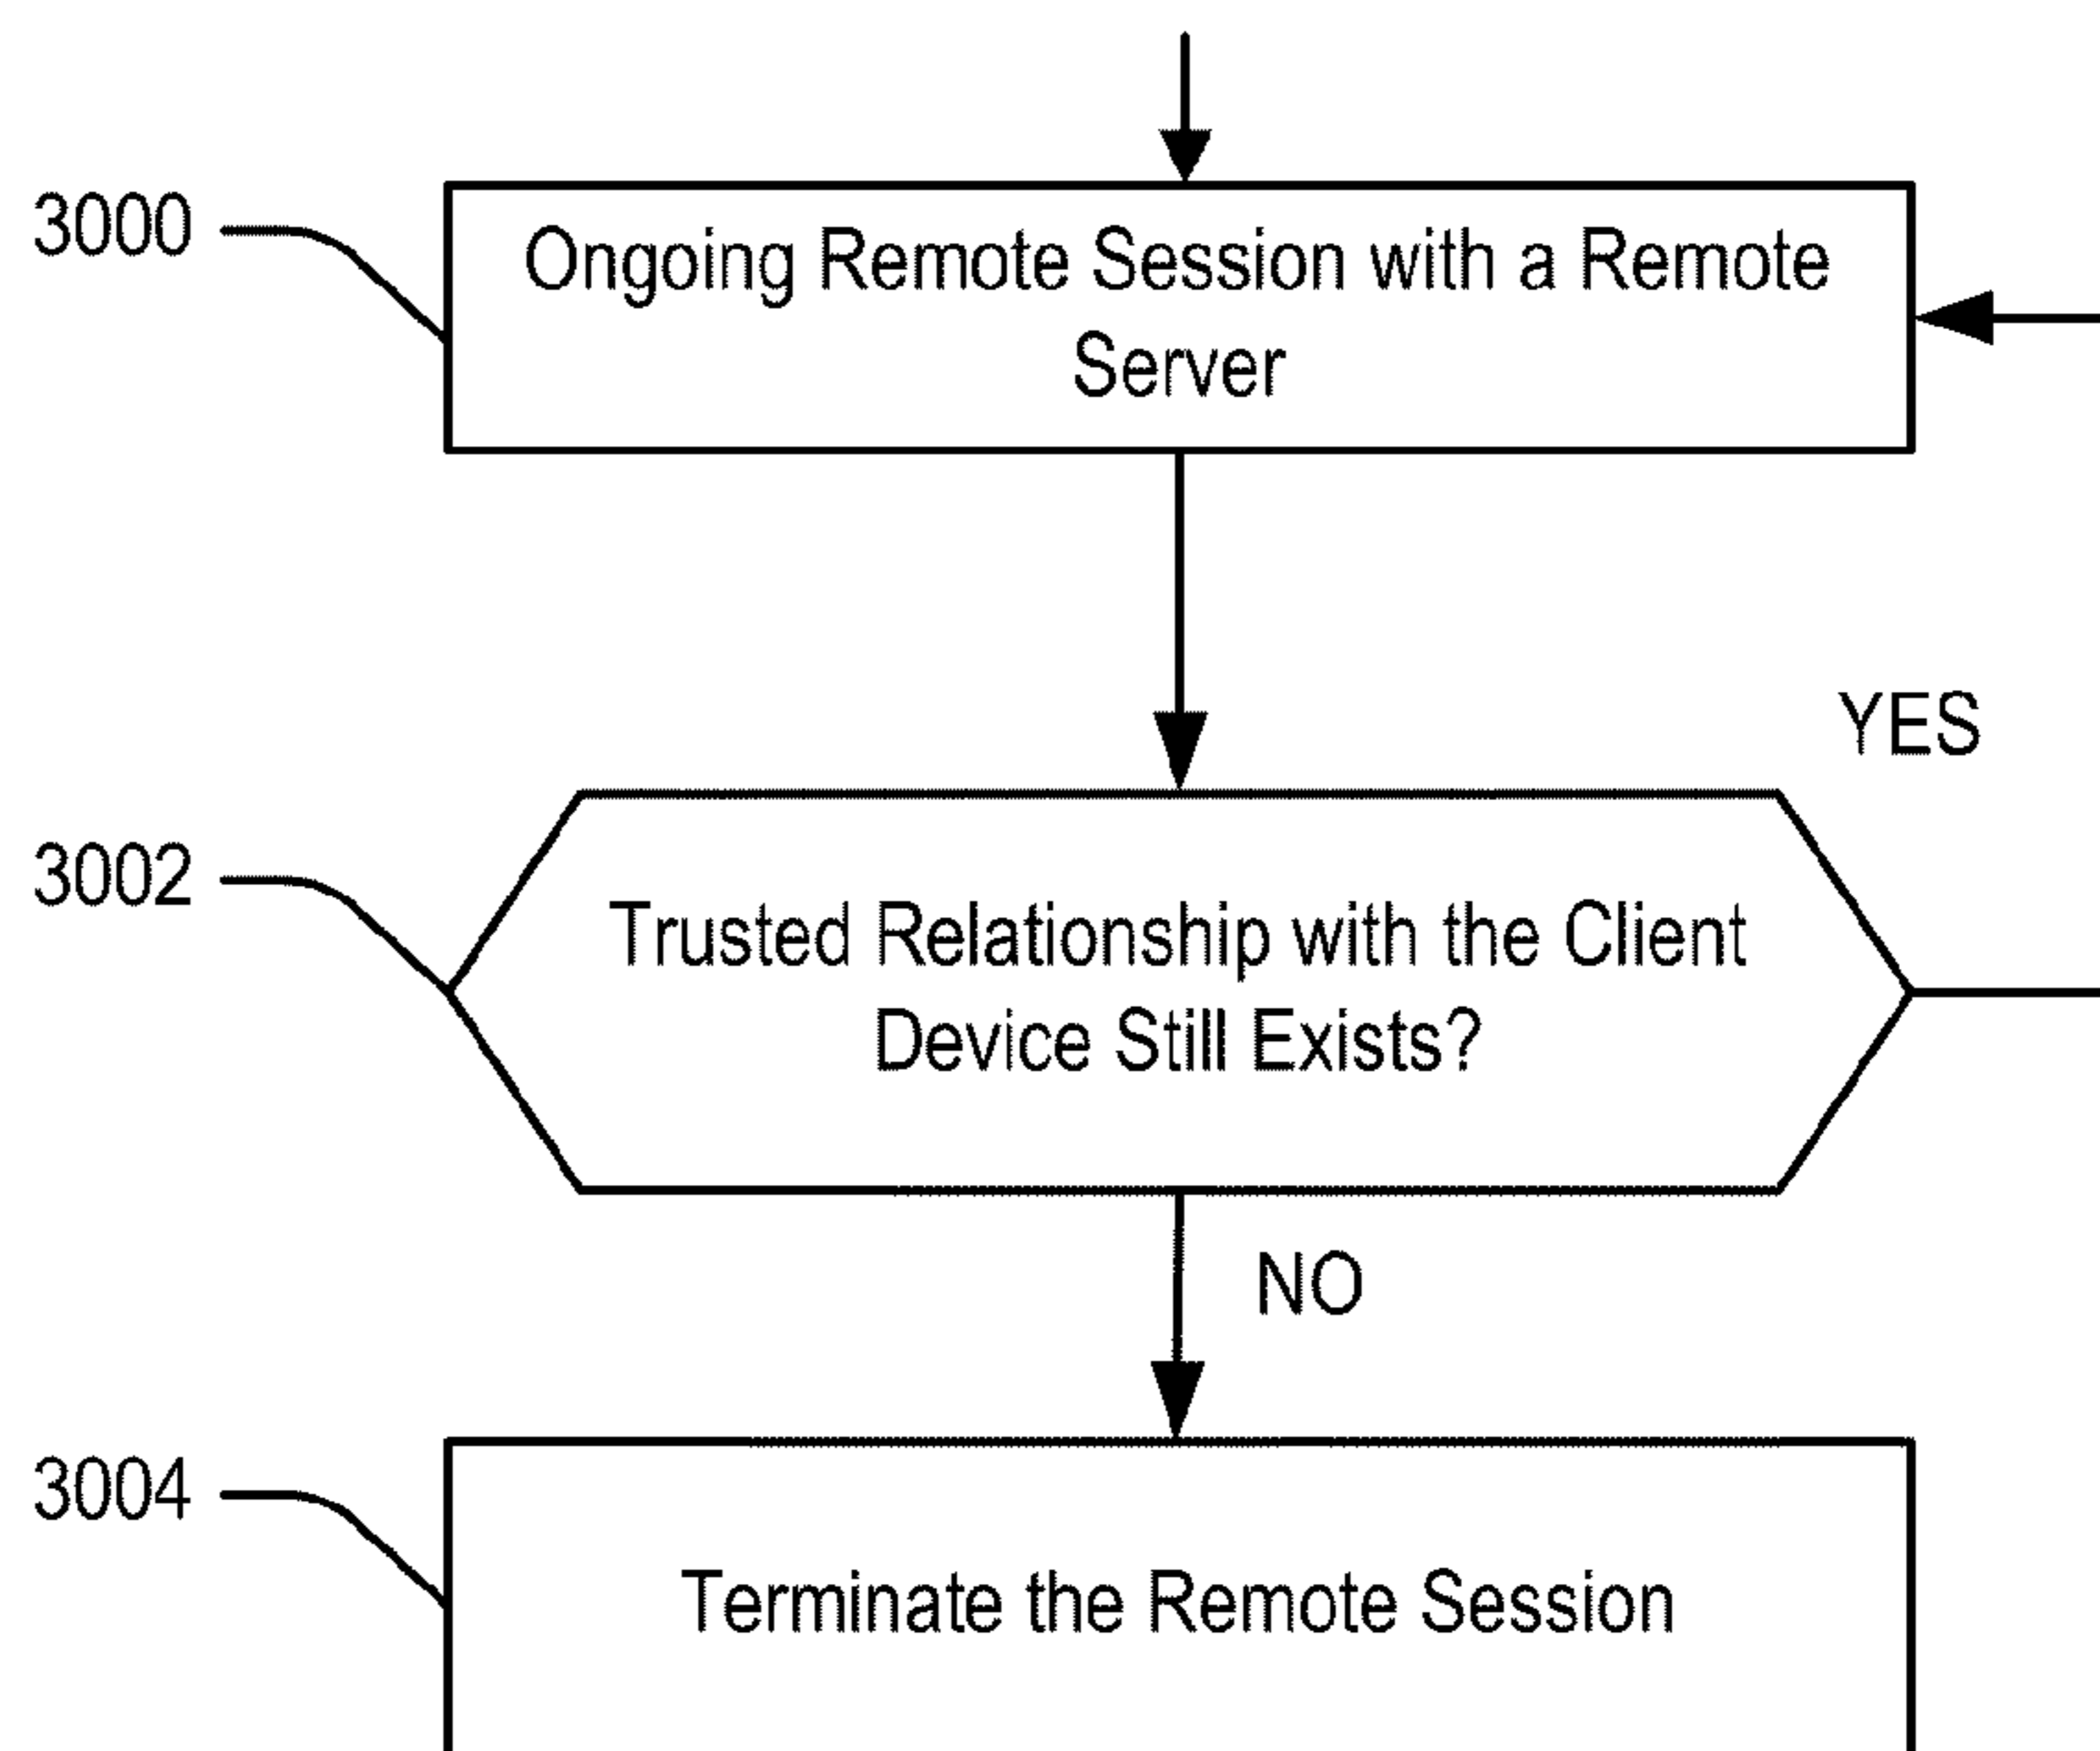 3000
Ongoing Remote Session with a Remote
Server
YES
3002
Trusted Relationship with the Client
Device Still Exists?
NO
3004
Terminate the Remote Session